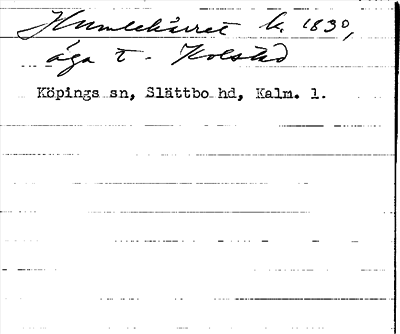 Humlekärret k. 1830,
äga t. Kolstad
Köpings sn, Slättbo hd, Kalm. l.